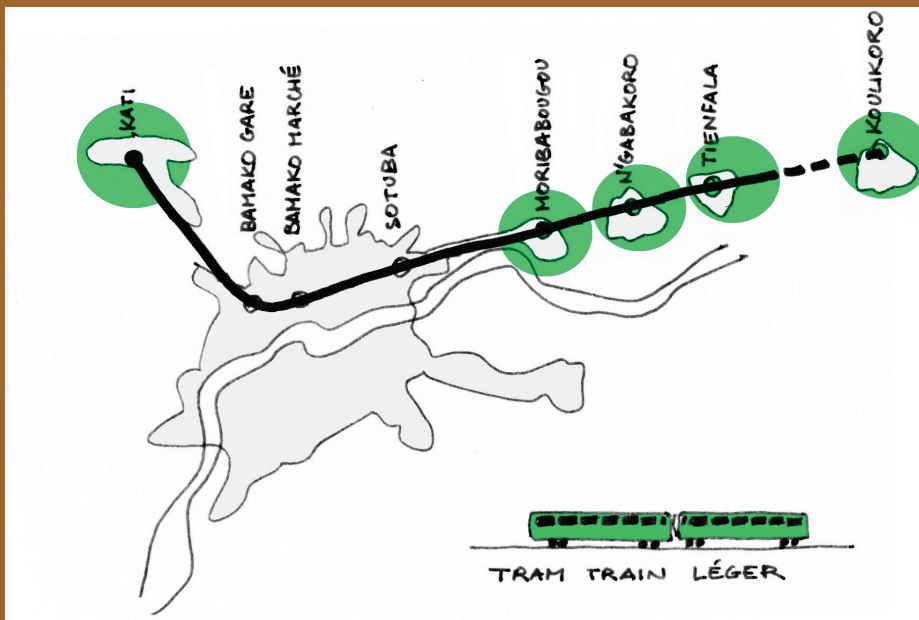 KATI
BAMAKO GARE
BAMAKO MARCHÉ
SOTUBA
MORIBABOUGOU
N'GABAKORO
TIENFALA
KOULIKORO
TRAM TRAIN LÉGER